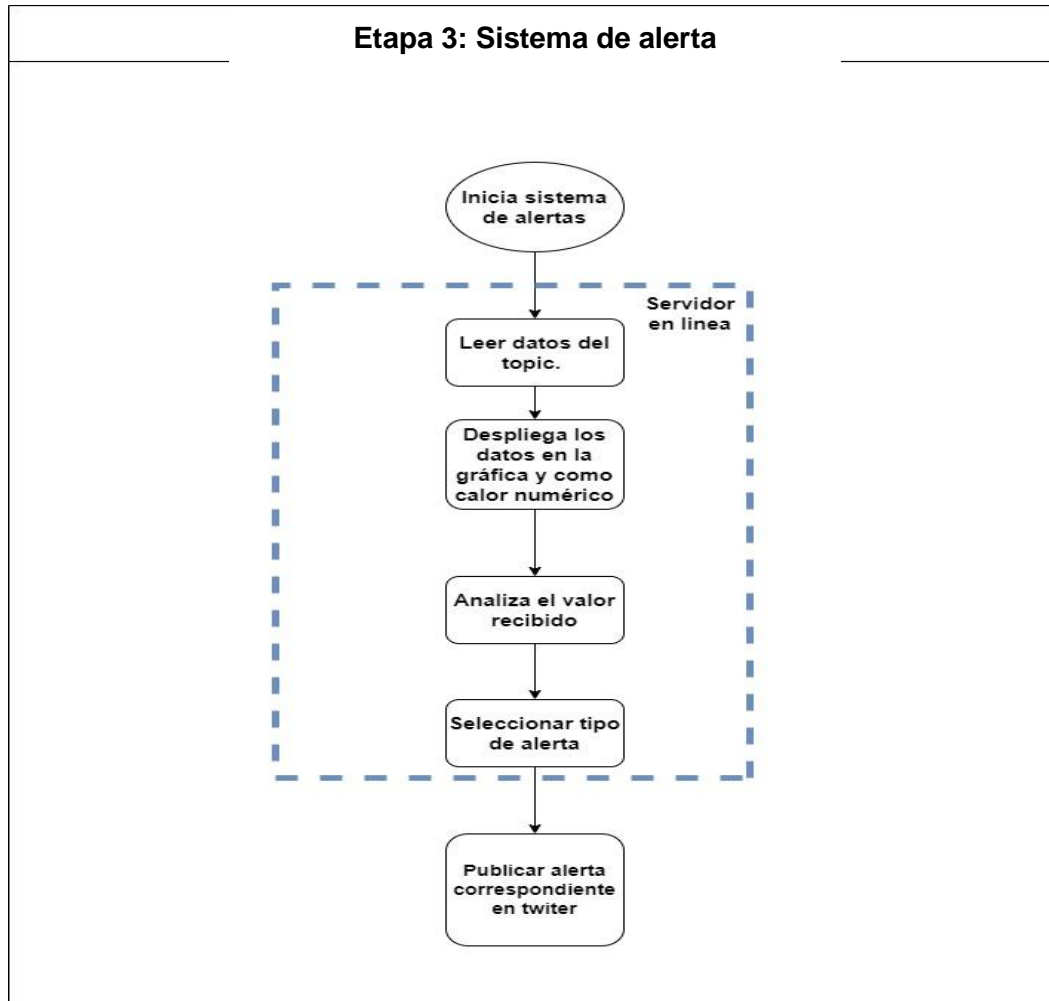 Etapa 3: Sistema de alerta
Inicia sistema
de alertas
Servidor
en linea
Leer datos del
topic.
Despliega los
datos en la
gráfica y como
calor numérico
Analiza el valor
recibido
Seleccionar tipo
de alerta
Publicar alerta
correspondiente
en twiter